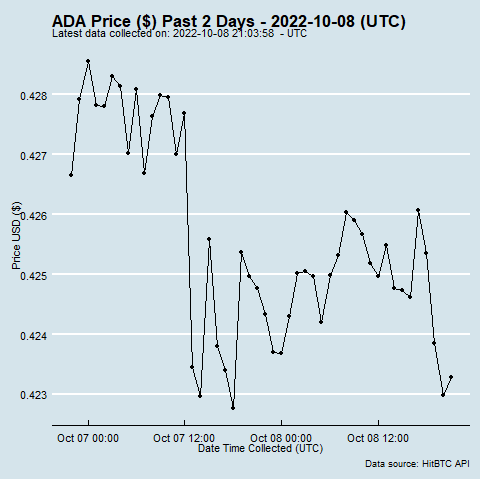 ADA Price ($) Past 2 Days - 2022-10-08 (UTC)
Latest data collected on: 2022-10-08 21:03:58 - UTC
0.428
0.427
0.426
0.425
0.424
0.423
Price USD ($)
Oct 07 00:00 Oct 07 12:00 Oct 08 00:00 Oct 08 12:00
Date Time Collected (UTC)
Data source: HitBTC API